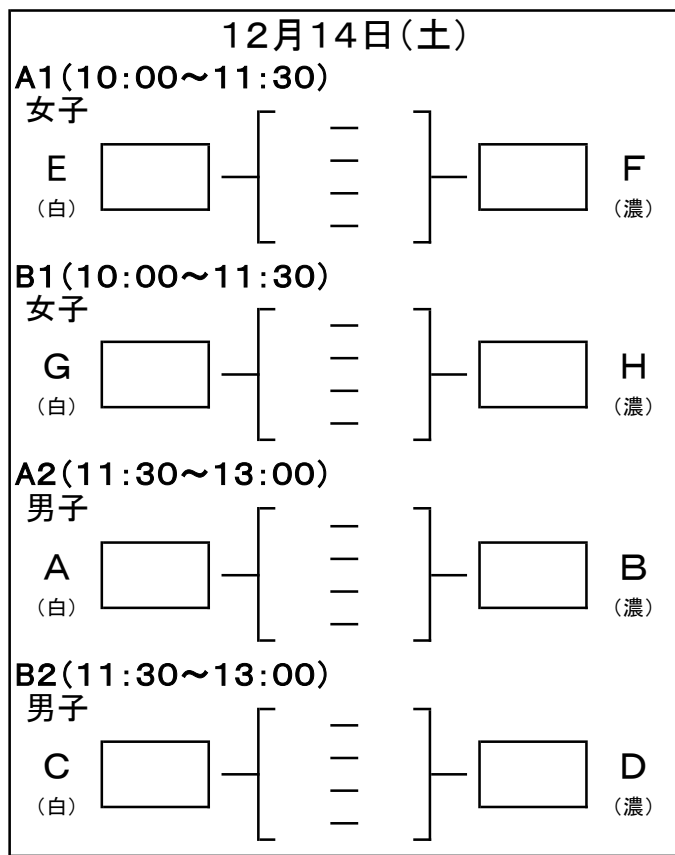 12月14日(土)
A1(10:00～11:30)
女子
E F
(白) (濃)
B1(10:00～11:30)
女子
G H
(白) (濃)
A2(11:30～13:00)
男子
A B
(白) (濃)
B2(11:30～13:00)
男子
C D
(白) (濃)